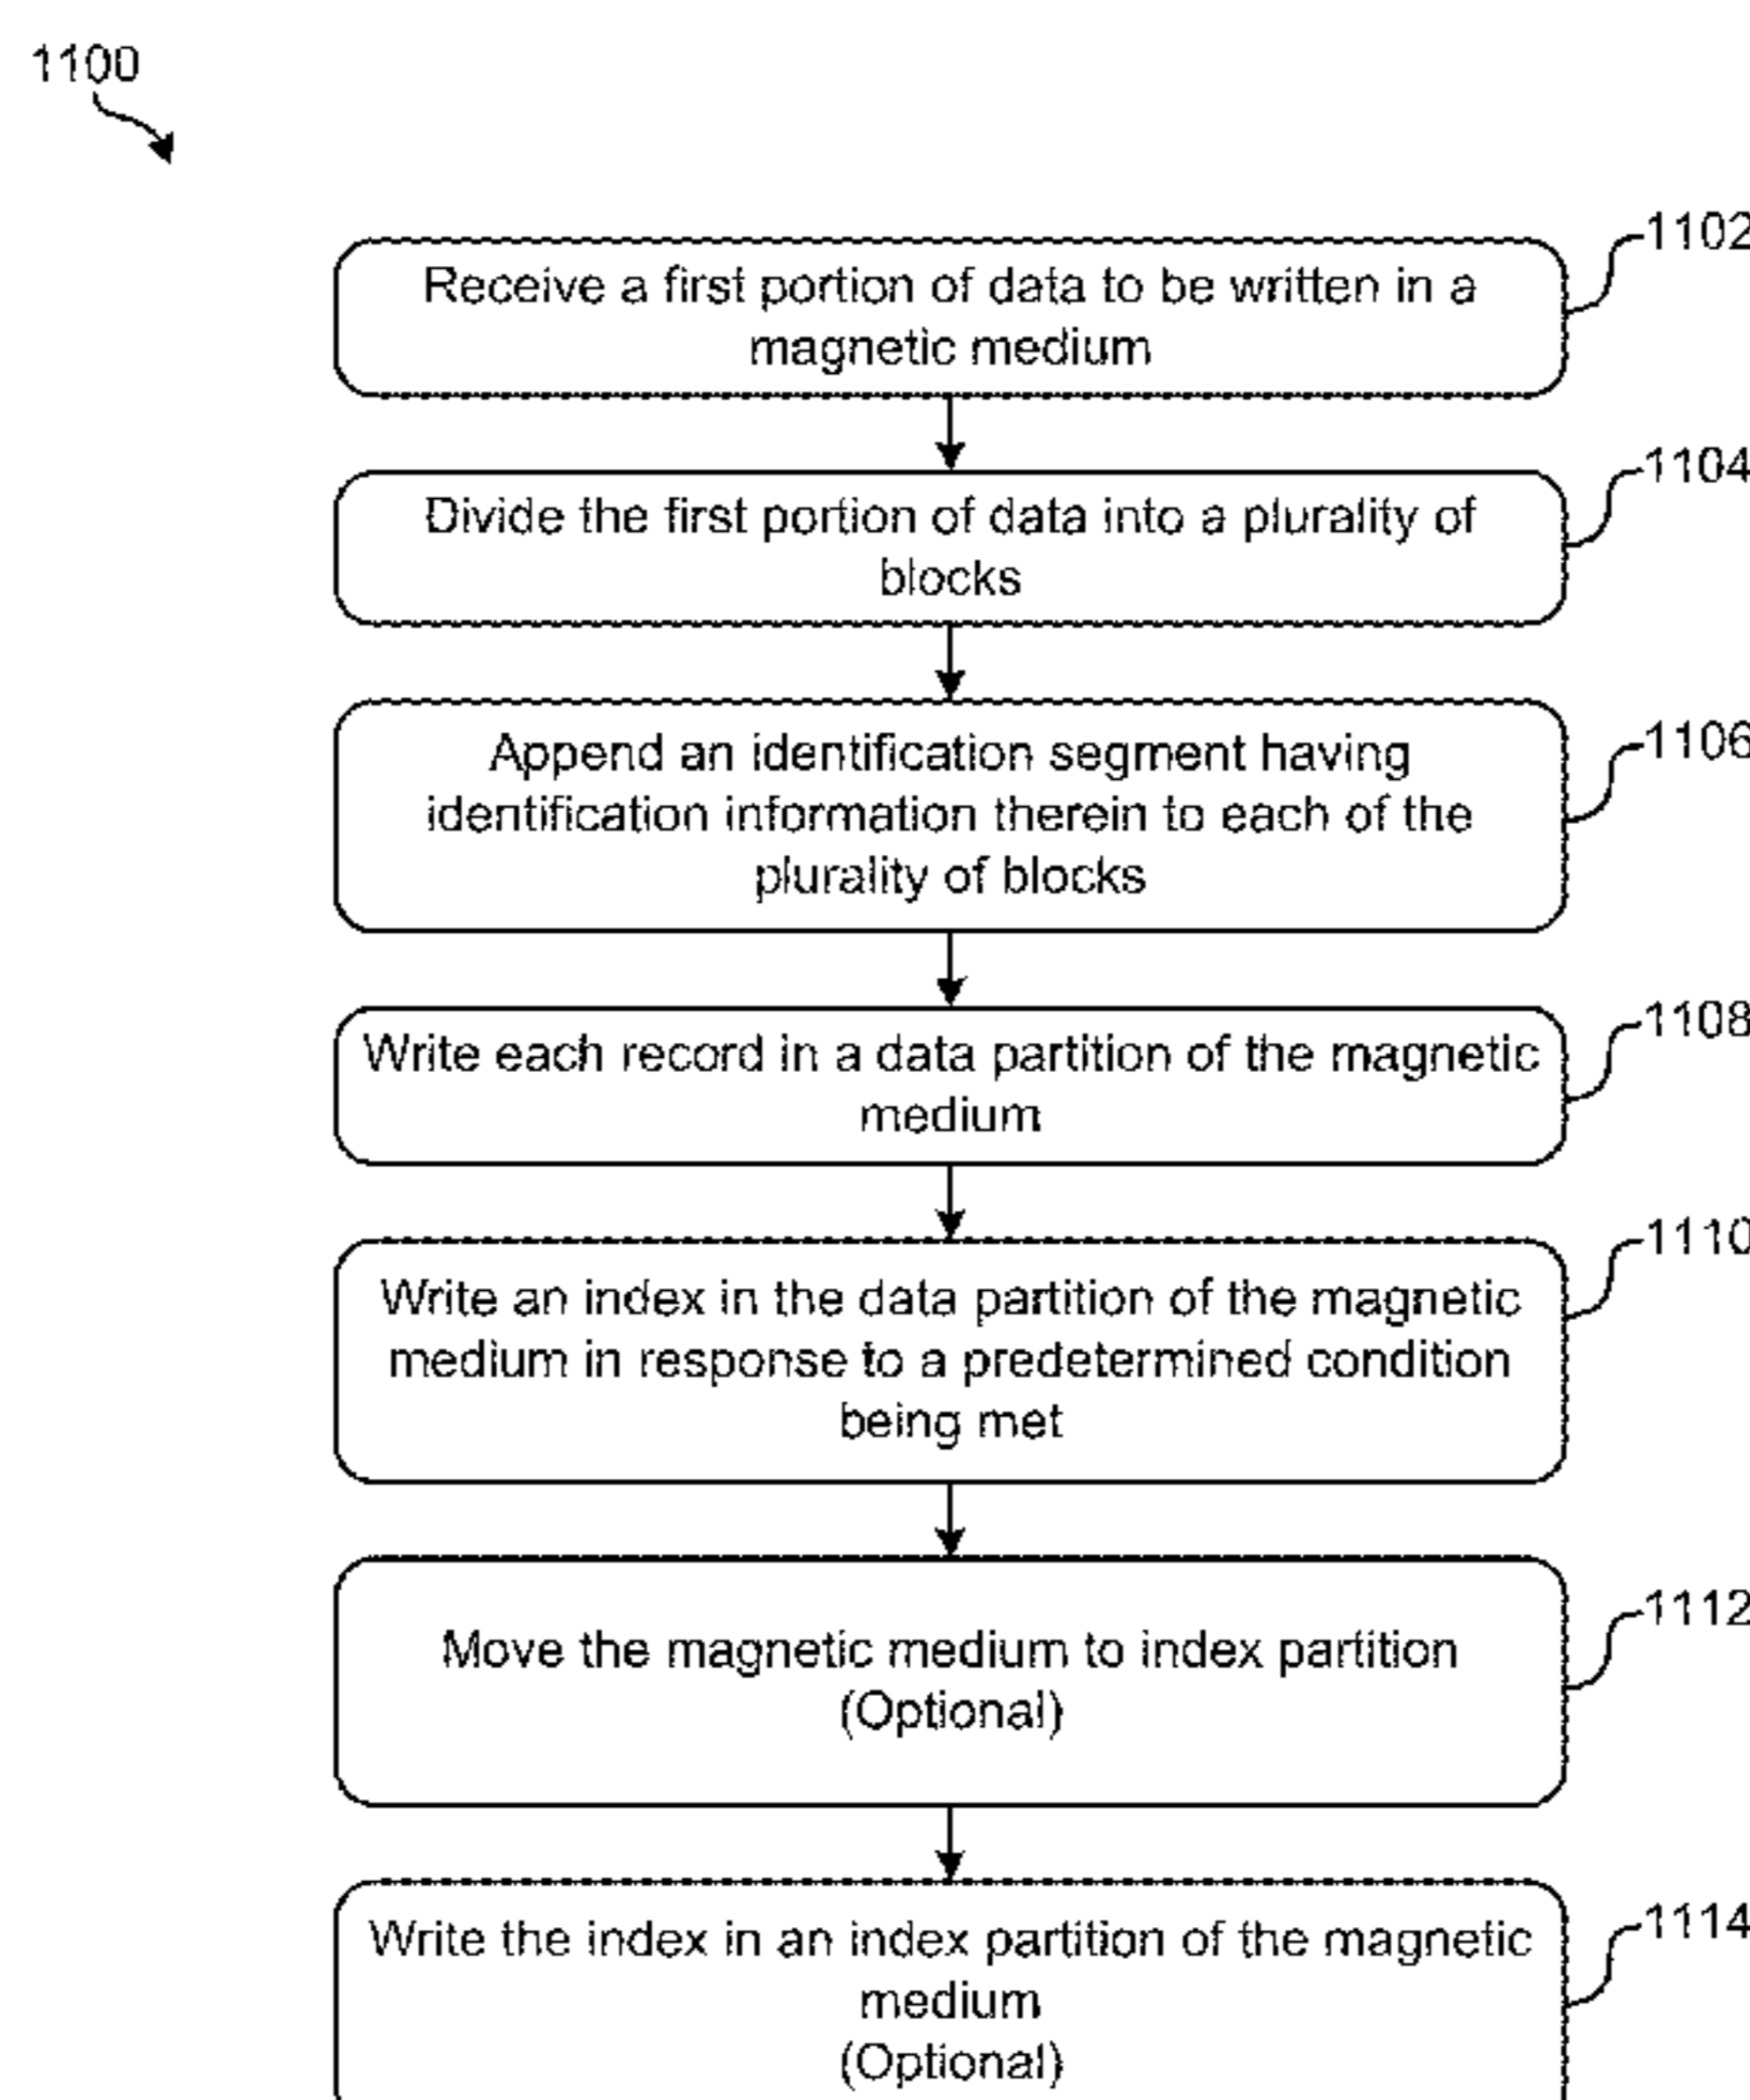 1100
1102
Receive a first portion of data to be written in a
magnetic medium
1104
Divide the first portion of data into a plurality of
blocks
1106
Append an identification segment having
identification information therein to each of the
plurality of blocks
1108
Write each record in a data partition of the magnetic
medium
1110
Write an index in the data partition of the magnetic
medium in response to a predetermined condition
being met
1112
Move the magnetic medium to index partition
(Optional)
1114
Write the index in an index partition of the magnetic
medium
(Optional)